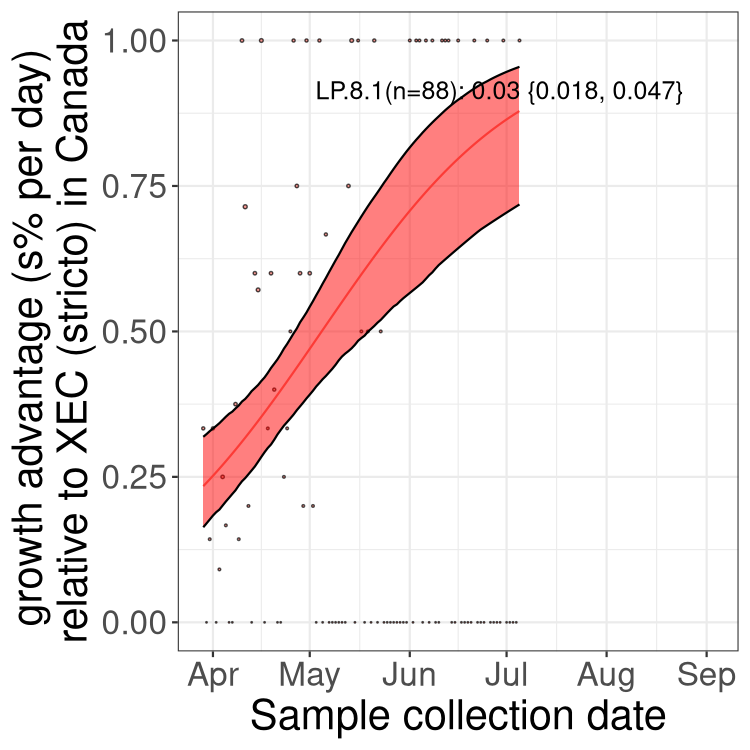 growth advantage (s% per day)
relative to XEC (stricto) in Canada
1.00
0.75
0.50
0.25
0.00
LP.8.1(n=88): 0.03 {0.018, 0.047}
Apr May Jun Jul Aug Sep
Sample collection date